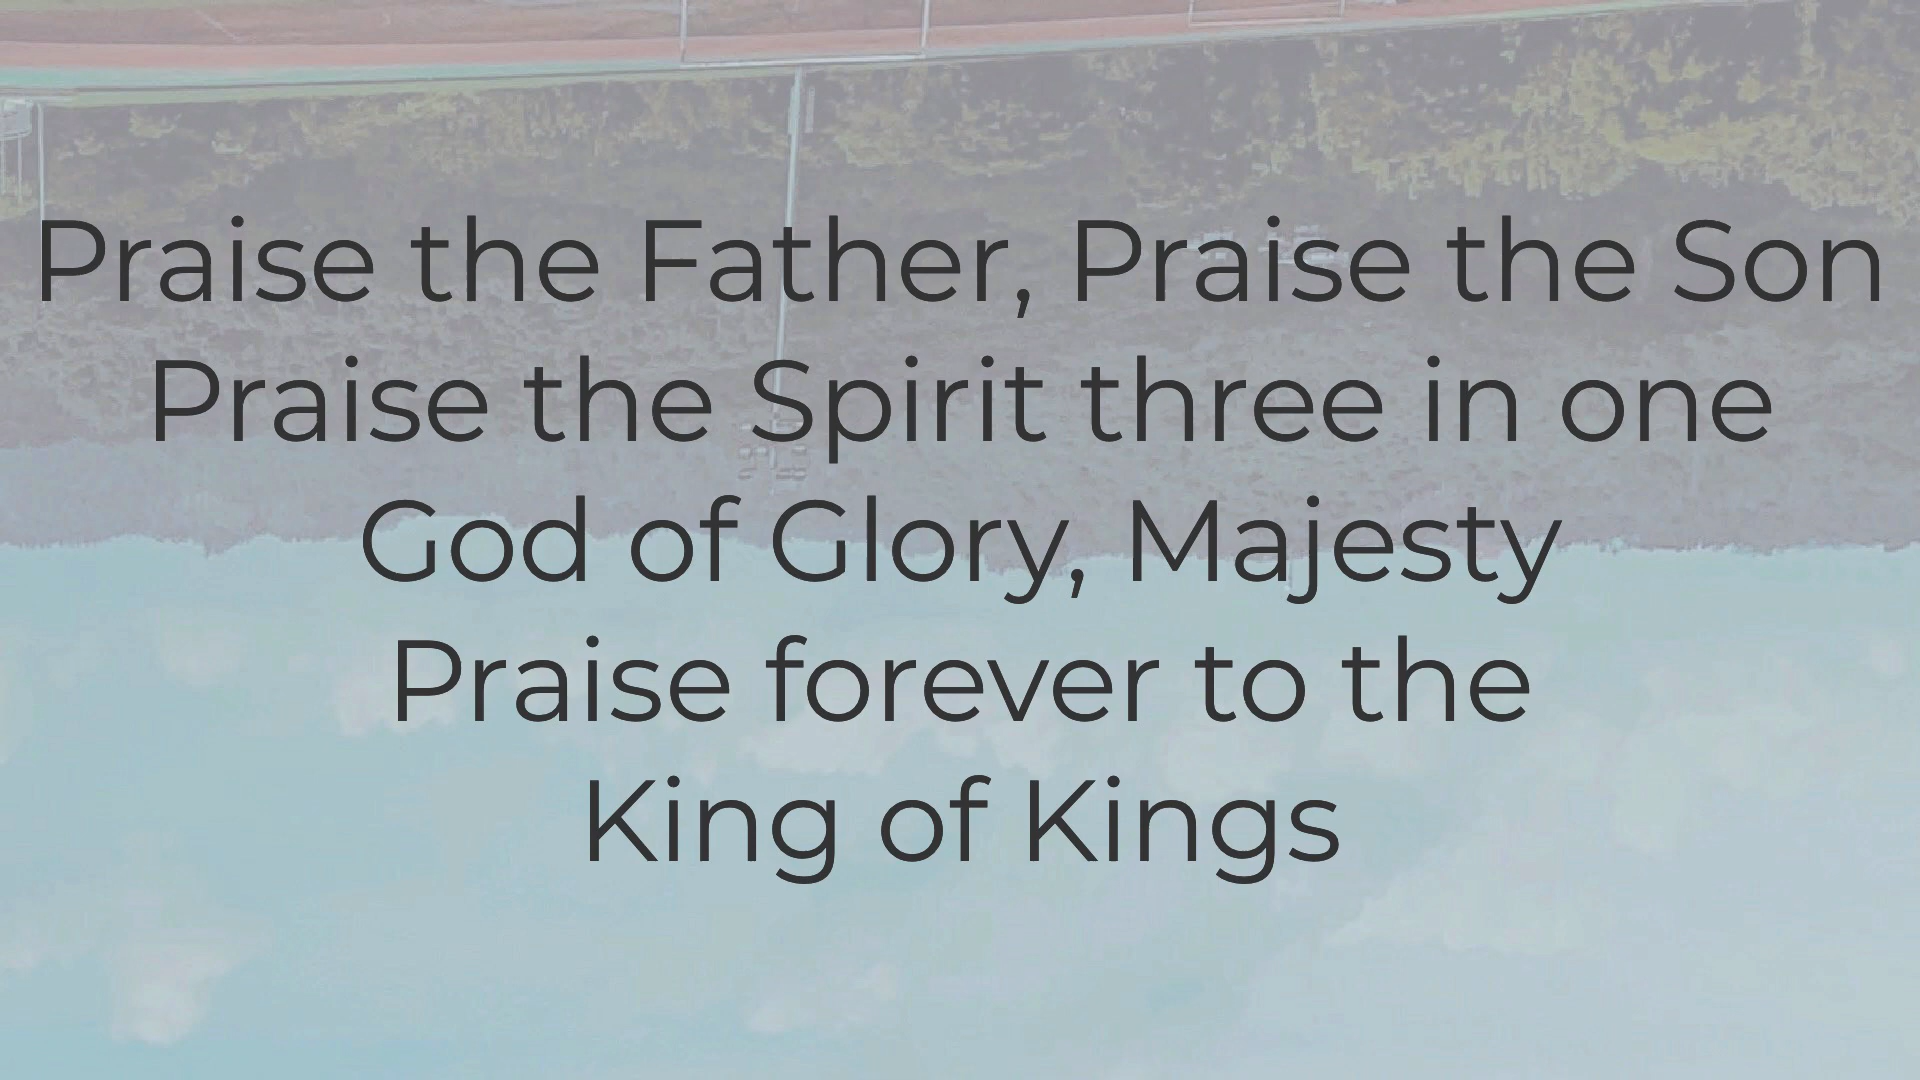 Praise the Father, Praise the Son
Praise the Spirit three in one
God of Glory, Majesty
Praise forever to the
King of Kings